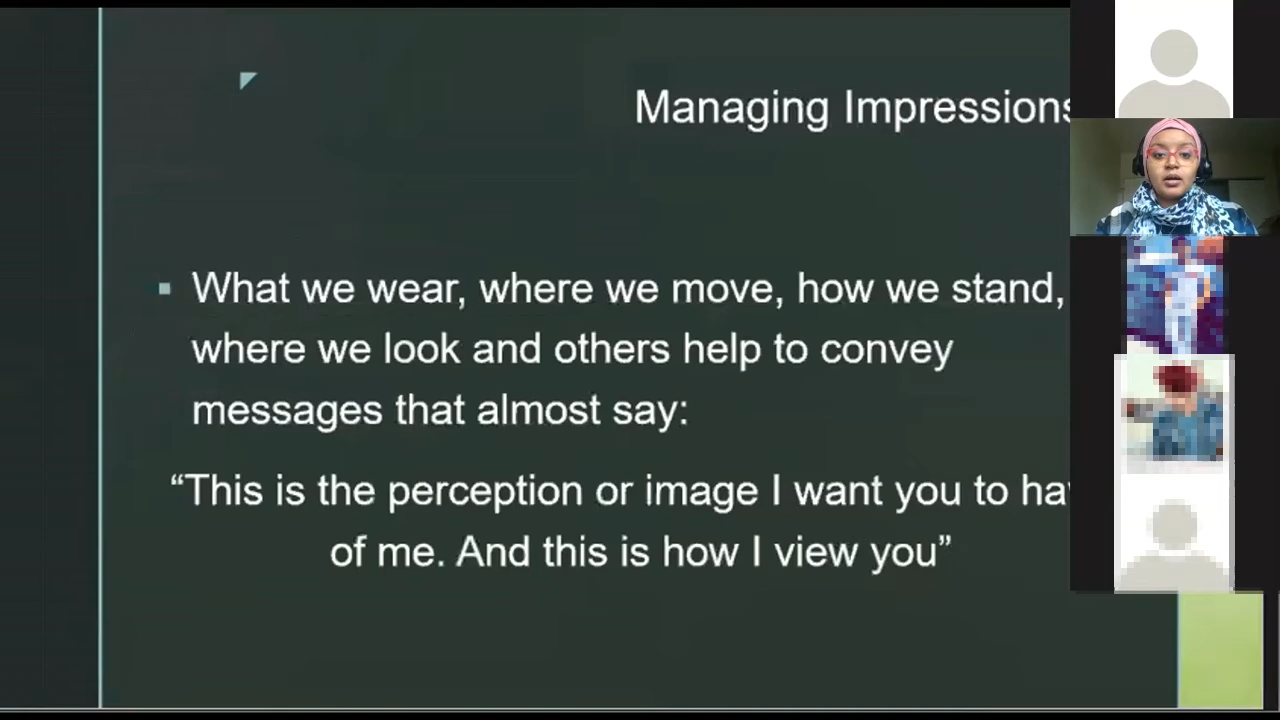 Managing Impressions
What we wear, where we move, how we stand,
where we look and others help to convey
messages that almost say:
“This is the perception or image I want you to
of me. And this is how I view you”